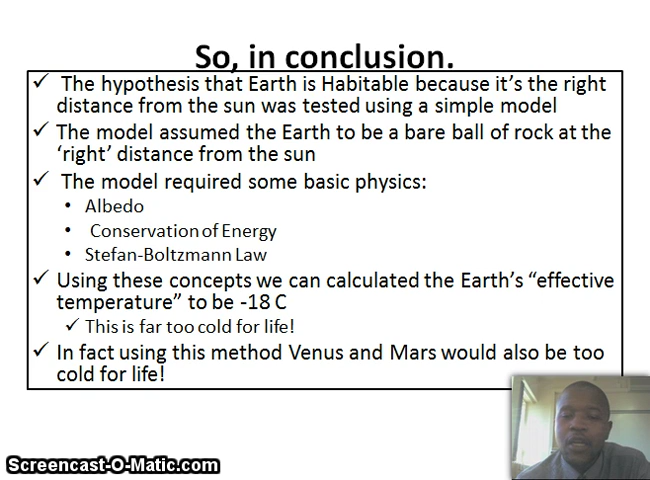 So, in conclusion.
✓ The hypothesis that Earth is Habitable because it's the right
distance from the sun was tested using a simple model
✓ The model assumed the Earth to be a bare ball of rock at the
'right' distance from the sun
✓ The model required some basic physics:
• Albedo
• Conservation of Energy
• Stefan-Boltzmann Law
✓ Using these concepts we can calculated the Earth's "effective
temperature" to be -18 C
✓ This is far too cold for life!
✓ In fact using this method Venus and Mars would also be too
cold for life!
Screencast-O-Matic.com